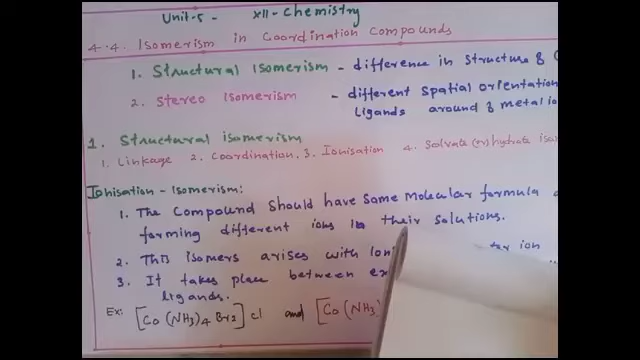 Unit-5 - XII - Chemistry
4.4. Isomerism in Coordination Compounds
1. Structural Isomerism - difference in structure of
2. Stereo Isomerism - different spatial orientation
Ligands around metal
1. Structural isomerism
1. Linkage 2. Coordination, 3. Ionisation 4. Solvate (or) hydrate
Ionisation - Isomerism:
1. The compound should have same molecular formula
forming different ions in their solutions.
2. This isomers arises with ion
3. It takes place between
ligands.
Ex: [Co(NH3)4 Br2] Cl and [Co(NH3)